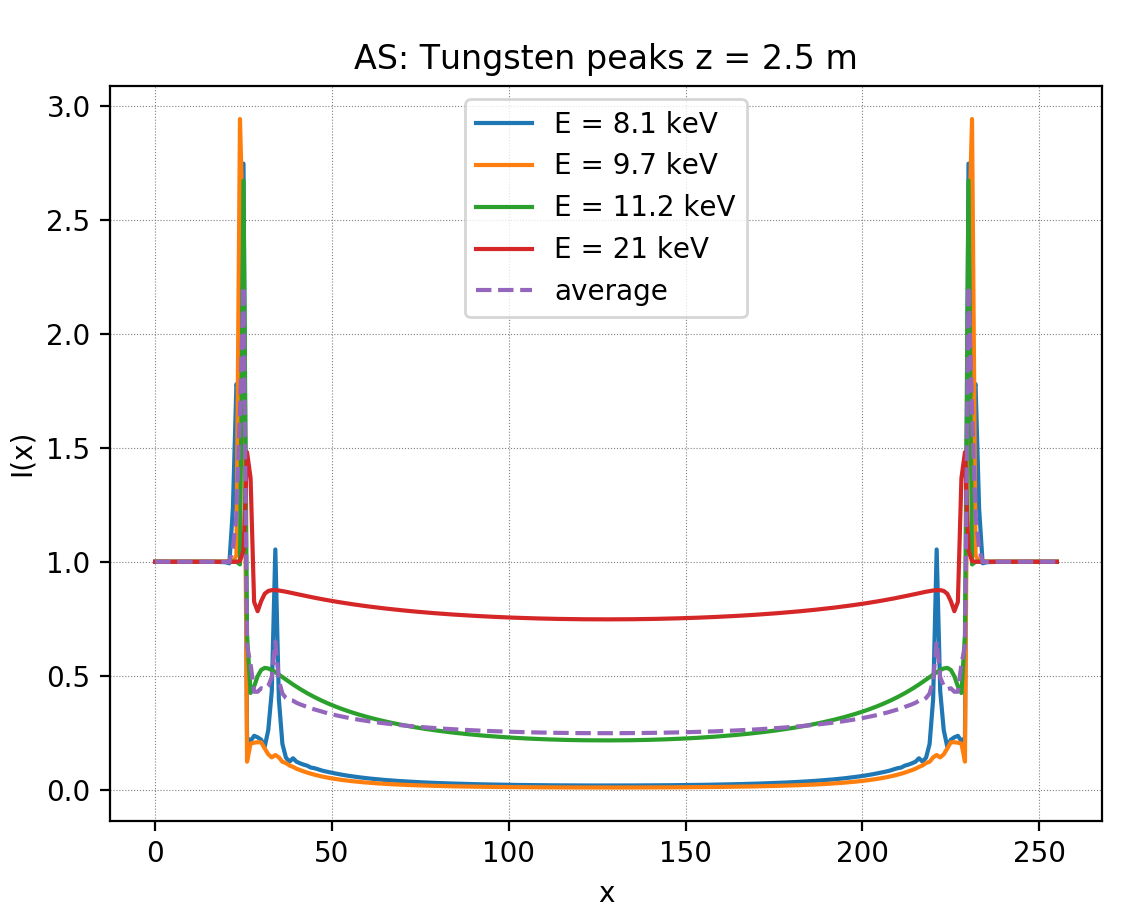 AS: Tungsten peaks z = 2.5 m
E = 8.1 keV
E = 9.7 keV
E = 11.2 keV
E = 21 keV
average
3.0
2.5
2.0
1.5
1.0
0.5
0.0
I(x)
0 50 100 150 200 250
x